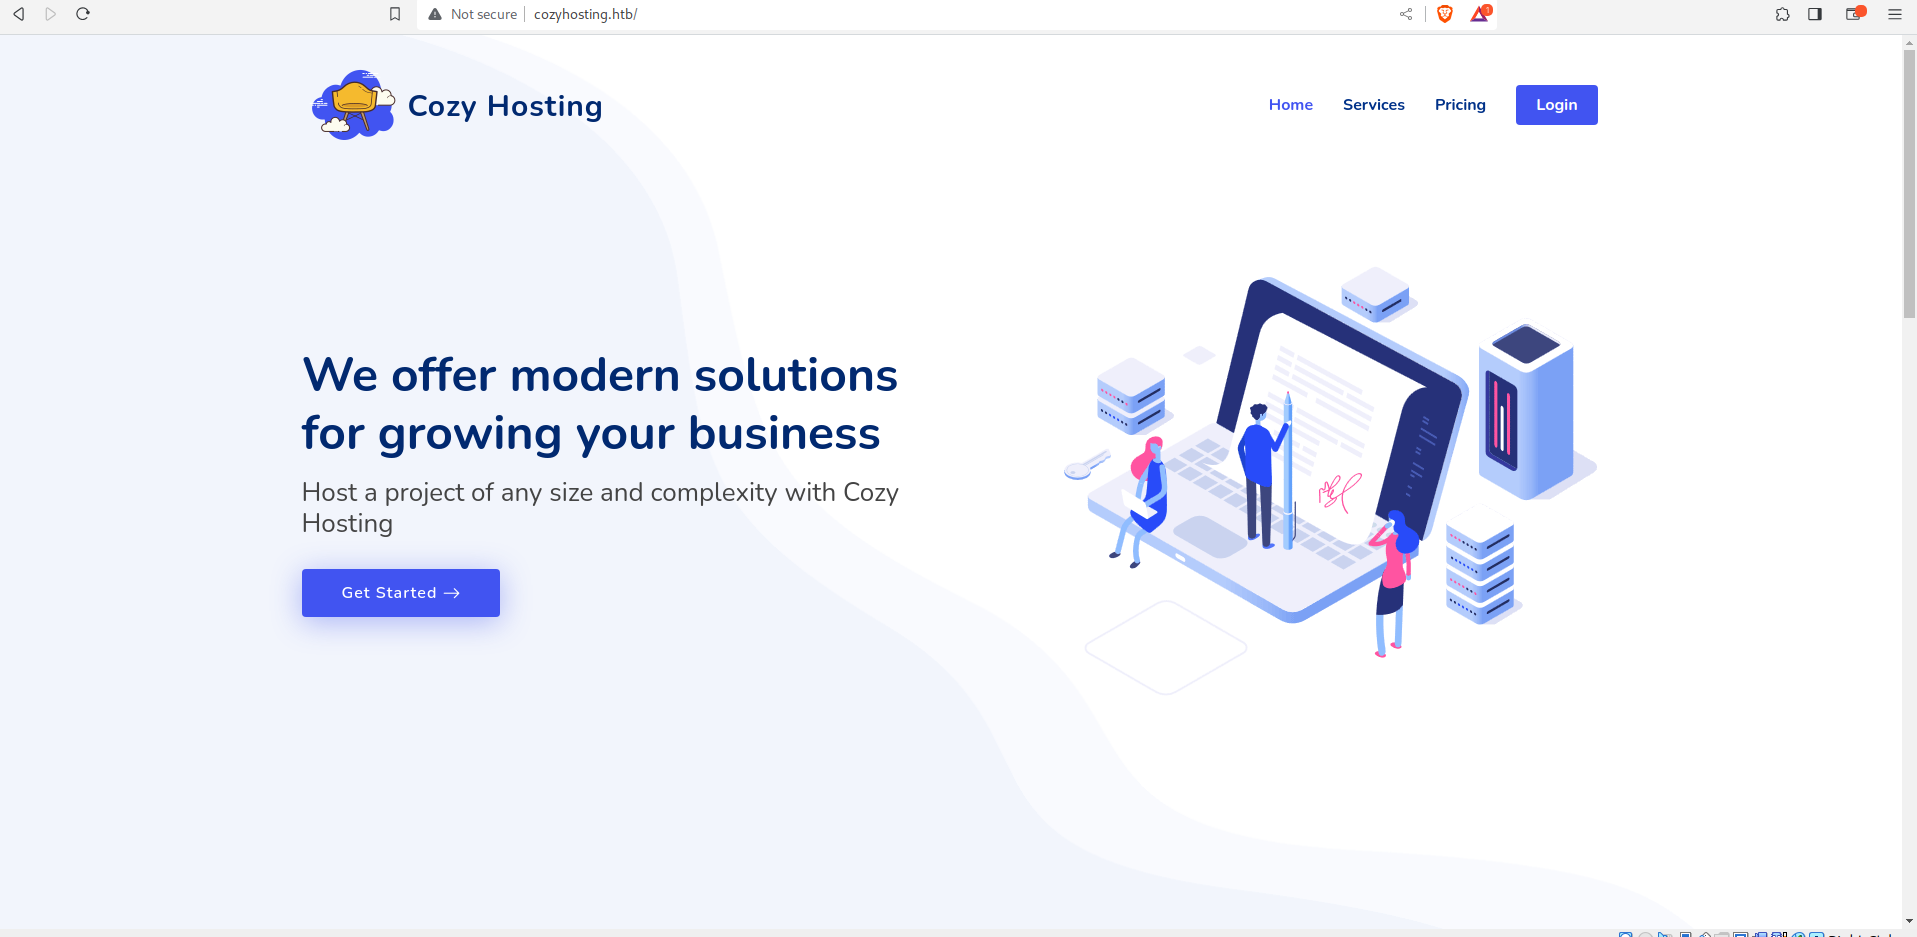 Not secure cozyhosting.htb/
1
Cozy Hosting
Home Services Pricing Login
We offer modern solutions
for growing your business
Host a project of any size and complexity with Cozy
Hosting
Get Started →